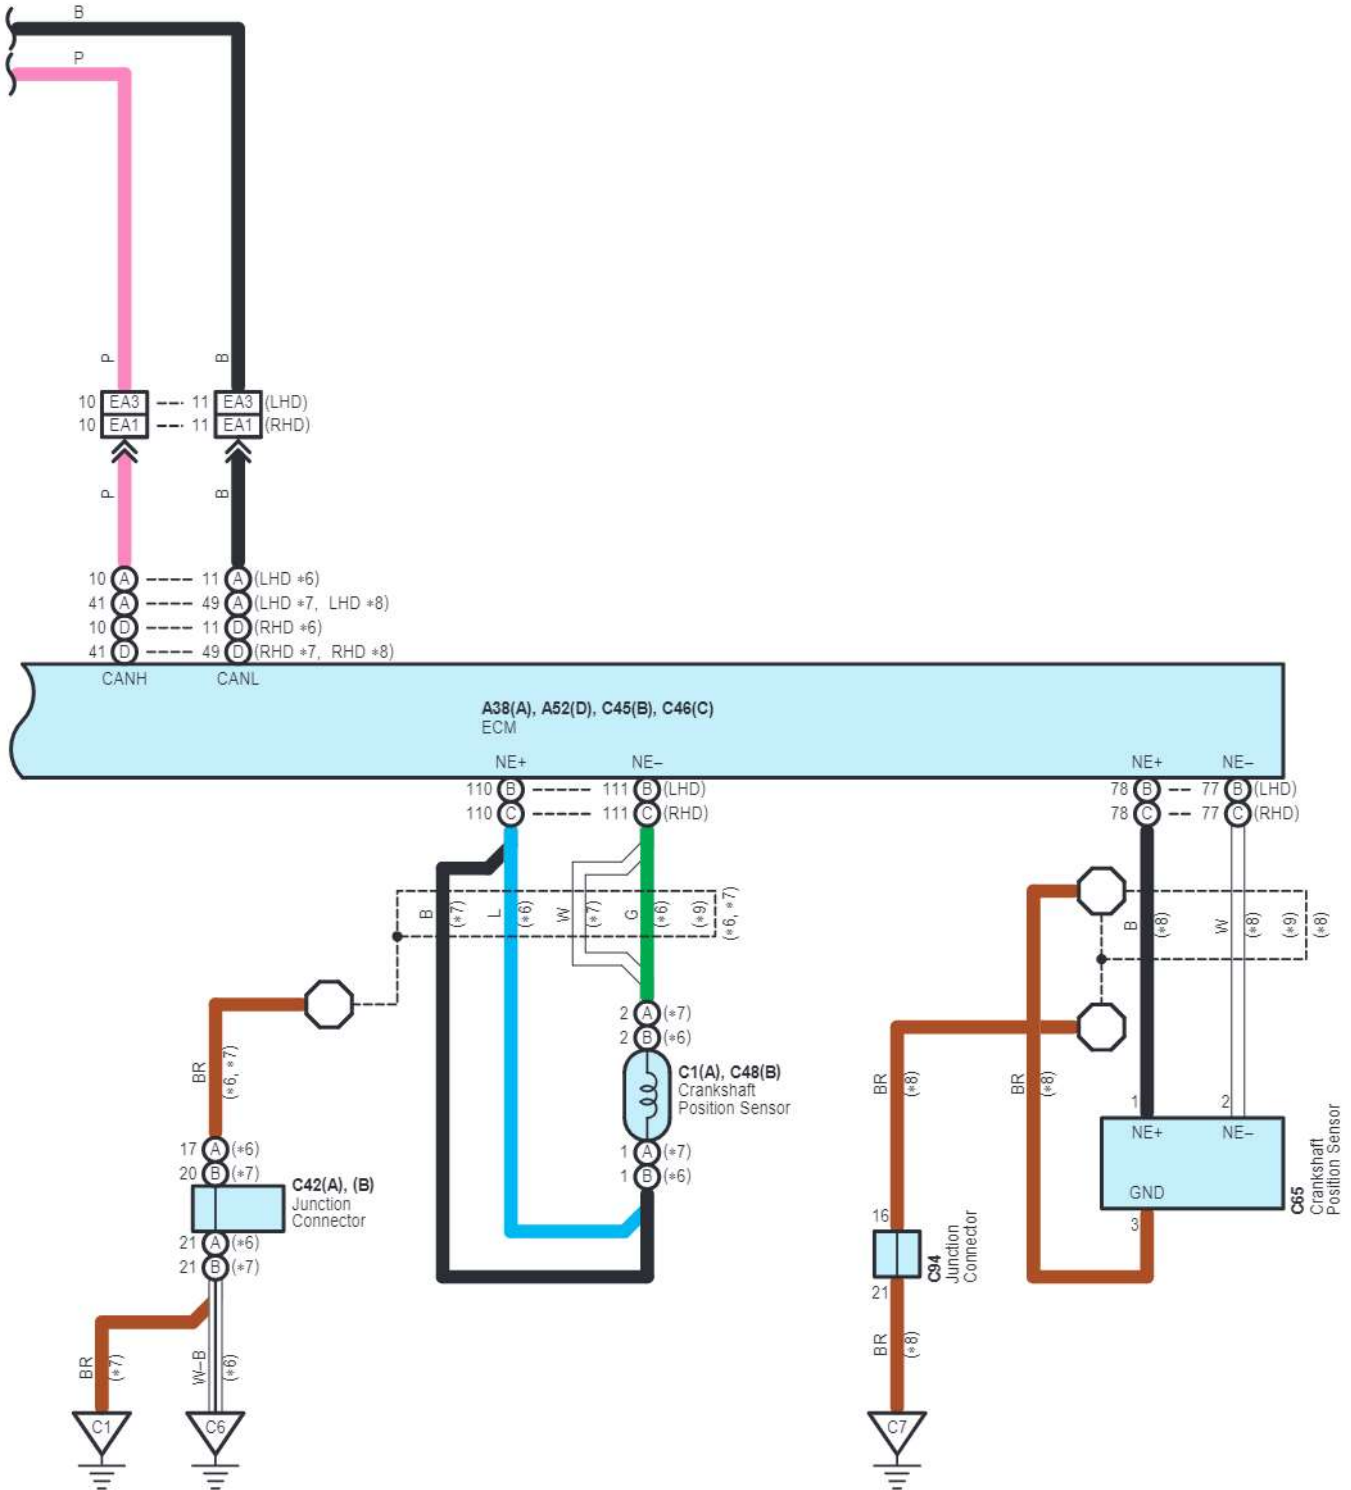 B
P
P
B
10 EA3 11 EA3 (LHD)
10 EA1 11 EA1 (RHD)
P
B
10 A 11 A (LHD *6)
41 A 49 A (LHD *7, LHD *8)
10 D 11 D (RHD *6)
41 D 49 D (RHD *7, RHD *8)
CANH CANL
A38(A), A52(D), C45(B), C46(C)
ECM
NE+ NE– NE+ NE–
110 B 111 B (LHD) 78 B 77 B (LHD)
110 C 111 C (RHD) 78 C 77 C (RHD)
B
(*7)
L
(*6)
W
(*7)
G
(*6)
(*9)
(*6, *7)
B
(*8)
W
(*8)
(*9)
(*8)
2 A (*7)
2 B (*6)
C1(A), C48(B)
Crankshaft
Position Sensor
1 A (*7)
1 B (*6)
BR
(*6, *7)
17 A (*6)
20 B (*7)
C42(A), (B)
Junction
Connector
21 A (*6)
21 B (*7)
BR
(*7)
W–B
(*6)
C1
C6
BR
(*8)
BR
(*8)
1 2
NE+ NE–
GND
3
C65
Crankshaft
Position Sensor
16
C94
Junction
Connector
21
BR
(*8)
C7